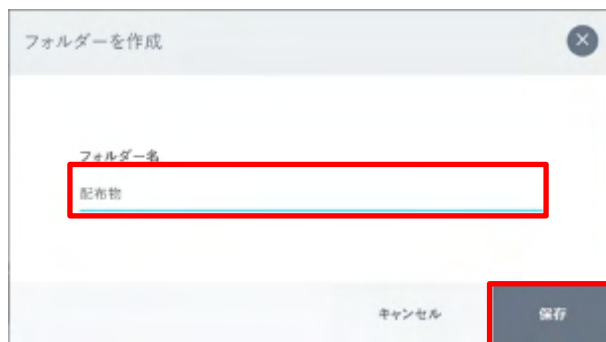 フォルダーを作成
フォルダー名
配布物
キャンセル 保存